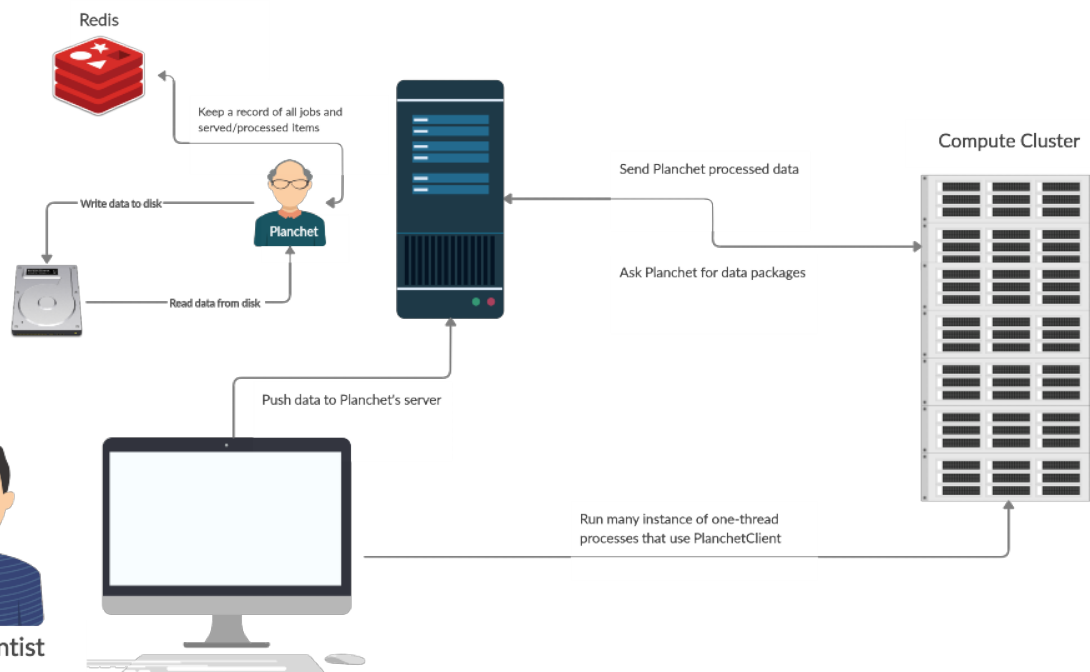 Redis
Keep a record of all jobs and
served/processed items
Compute Cluster
Send Planchet processed data
Write data to disk
Planchet
Ask Planchet for data packages
Read data from disk
Push data to Planchet's server
Run many instance of one-thread
processes that use PlanchetClient
ntist